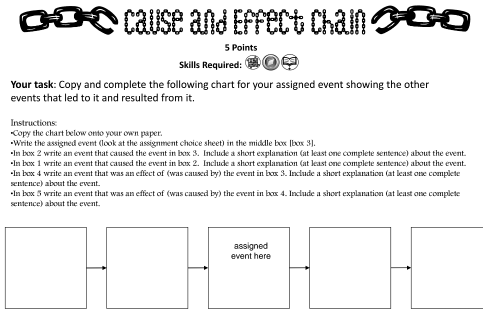 cause and Effect chain
5 Points
Skills Required:
Your task: Copy and complete the following chart for your assigned event showing the other
events that led to it and resulted from it.
Instructions:
•Copy the chart below onto your own paper.
•Write the assigned event (look at the assignment choice sheet) in the middle box [box 3].
•In box 2 write an event that caused the event in box 3.  Include a short explanation (at least one complete sentence) about the event.
•In box 1 write an event that caused the event in box 2.  Include a short explanation (at least one complete sentence) about the event.
•In box 4 write an event that was an effect of (was caused by) the event in box 3. Include a short explanation (at least one complete
sentence) about the event.
•In box 5 write an event that was an effect of (was caused by) the event in box 4. Include a short explanation (at least one complete
sentence) about the event.
assigned
event here